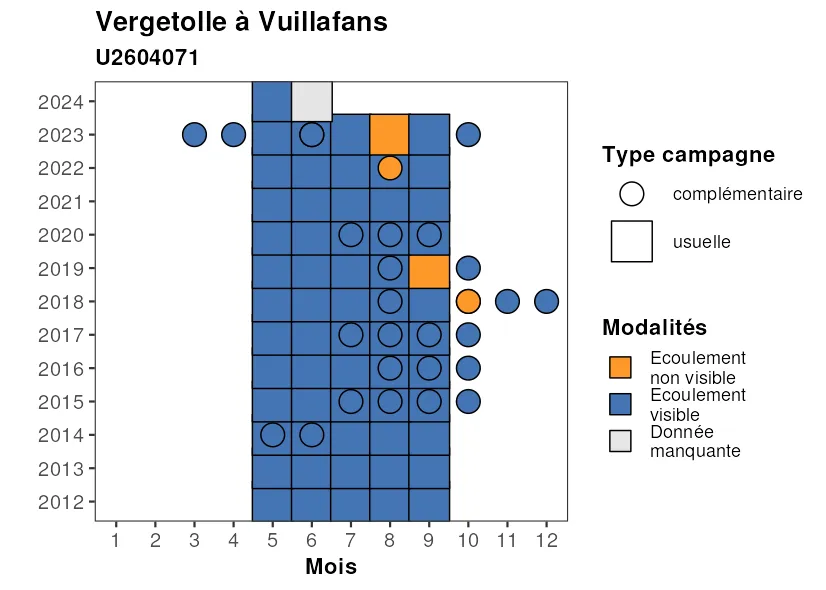 Vergetolle à Vuillafans
U2604071
2024
2023
2022
2021
2020
2019
2018
2017
2016
2015
2014
2013
2012
1 2 3 4 5 6 7 8 9 10 11 12
Mois
Type campagne
complémentaire
usuelle
Modalités
Ecoulement
non visible
Ecoulement
visible
Donnée
manquante